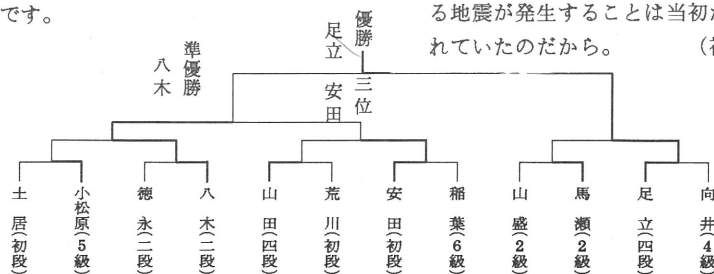 です。
る地震が発生することは当初
れていたのだから。
優勝
足立
準優勝
八木
三位
安田
土居(初段)
小松原(5級)
徳永(二段)
八木(二段)
山田(四段)
荒川(初段)
安田(初段)
稲葉(6級)
山盛(2級)
馬瀬(2級)
足立(四段)
向井(4級